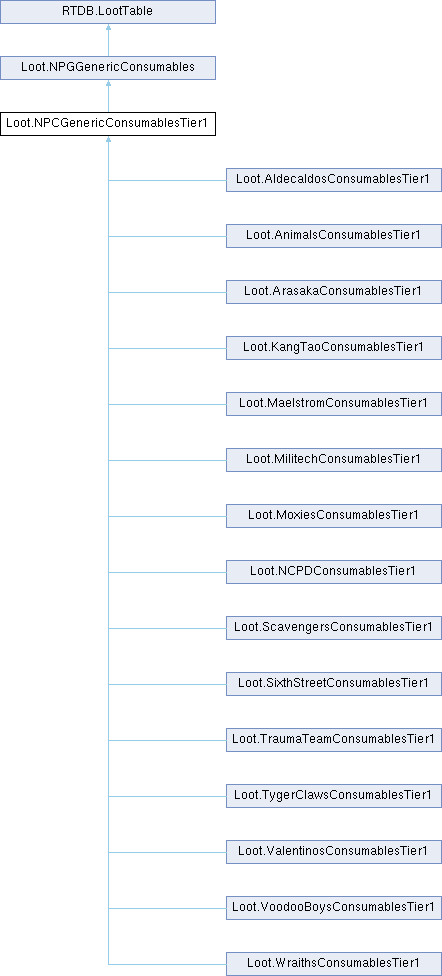 RTDB.LootTable
Loot.NPGGenericConsumables
Loot.NPCGenericConsumablesTier1
Loot.AldecaldosConsumablesTier1
Loot.AnimalsConsumablesTier1
Loot.ArasakaConsumablesTier1
Loot.KangTaoConsumablesTier1
Loot.MaelstromConsumablesTier1
Loot.MilitechConsumablesTier1
Loot.MoxiesConsumablesTier1
Loot.NCPDConsumablesTier1
Loot.ScavengersConsumablesTier1
Loot.SixthStreetConsumablesTier1
Loot.TraumaTeamConsumablesTier1
Loot.TygerClawsConsumablesTier1
Loot.ValentinosConsumablesTier1
Loot.VoodooBoysConsumablesTier1
Loot.WraithsConsumablesTier1